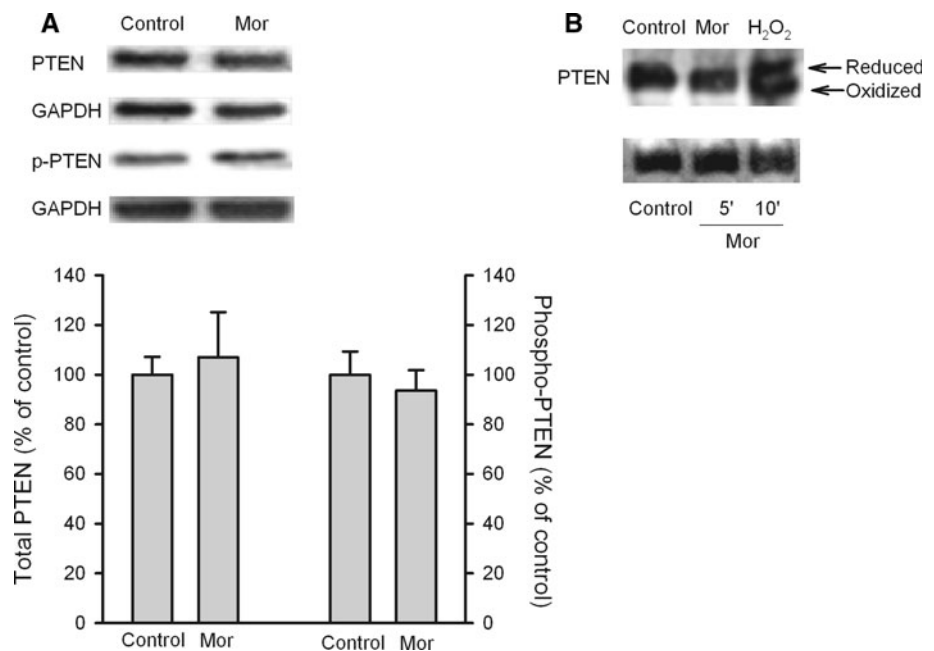 A
Control Mor
PTEN
GAPDH
p-PTEN
GAPDH
B
Control Mor H₂O₂
PTEN
Reduced
Oxidized
Control 5' 10'
Mor
Total PTEN (% of control)
140
120
100
80
60
40
20
0
Control Mor Control Mor
140
120
100
80
60
40
20
0
Phospho-PTEN (% of control)